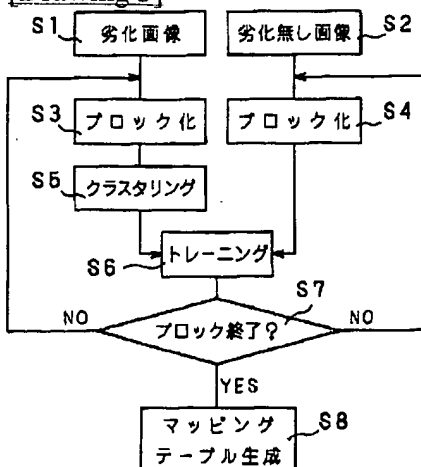 S1
劣化画像
劣化無し画像
S2
S3
ブロック化
ブロック化
S4
S5
クラスタリング
トレーニング
S6
S7
NO
ブロック終了?
NO
YES
マッピング
テーブル生成
S8